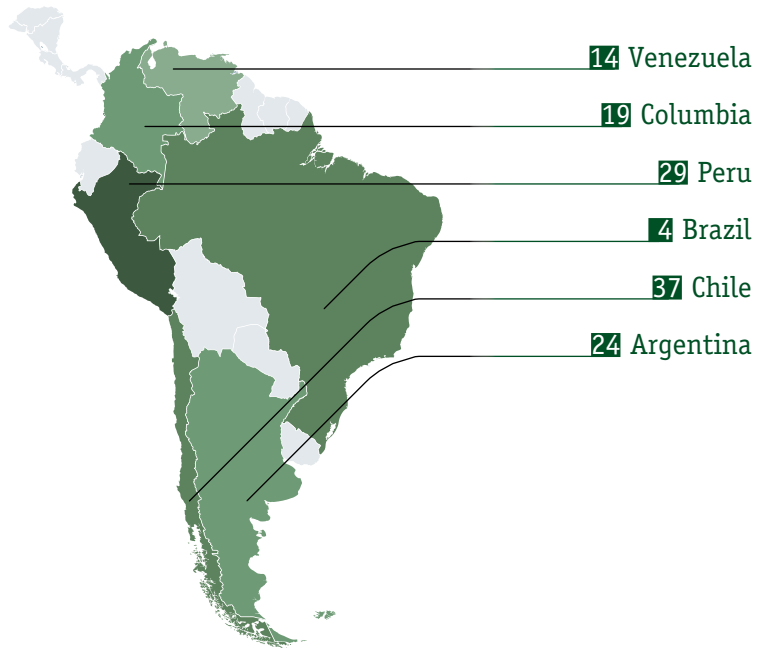 14 Venezuela
19 Columbia
29 Peru
4 Brazil
37 Chile
24 Argentina